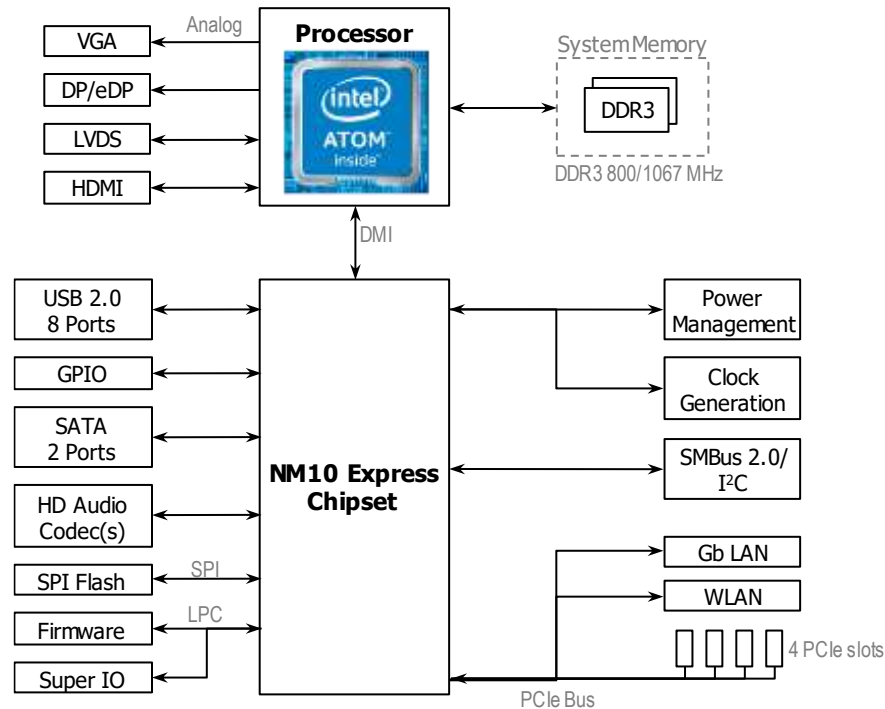 Analog
VGA
DP/eDP
LVDS
HDMI
Processor
intel
ATOM
inside
System Memory
DDR3
DDR3 800/1067 MHz
DMI
USB 2.0
8 Ports
GPIO
SATA
2 Ports
HD Audio
Codec(s)
SPI Flash
SPI
Firmware
LPC
Super IO
NM10 Express
Chipset
Power
Management
Clock
Generation
SMBus 2.0/
I²C
Gb LAN
WLAN
4 PCIe slots
PCIe Bus